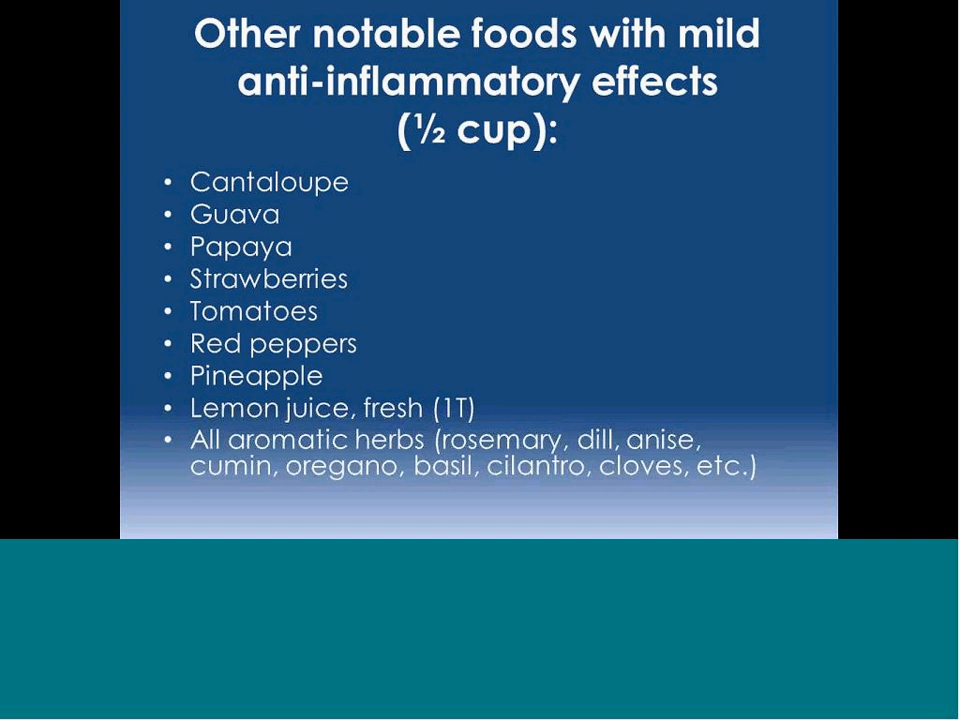 Other notable foods with mild
anti-inflammatory effects
(½ cup):
• Cantaloupe
• Guava
• Papaya
• Strawberries
• Tomatoes
• Red peppers
• Pineapple
• Lemon juice, fresh (1T)
• All aromatic herbs (rosemary, dill, anise,
cumin, oregano, basil, cilantro, cloves, etc.)